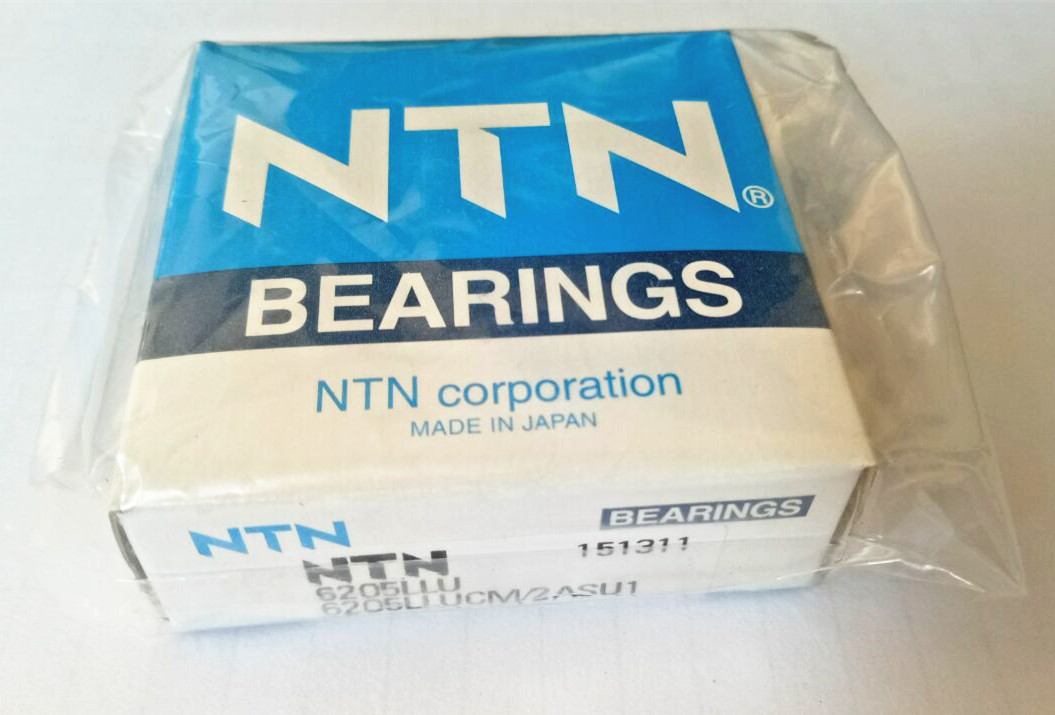 NTN®
BEARINGS
NTN corporation
MADE IN JAPAN
NTN
BEARINGS
NTN
151311
6205LLU
6205LLUCM/2ASU1